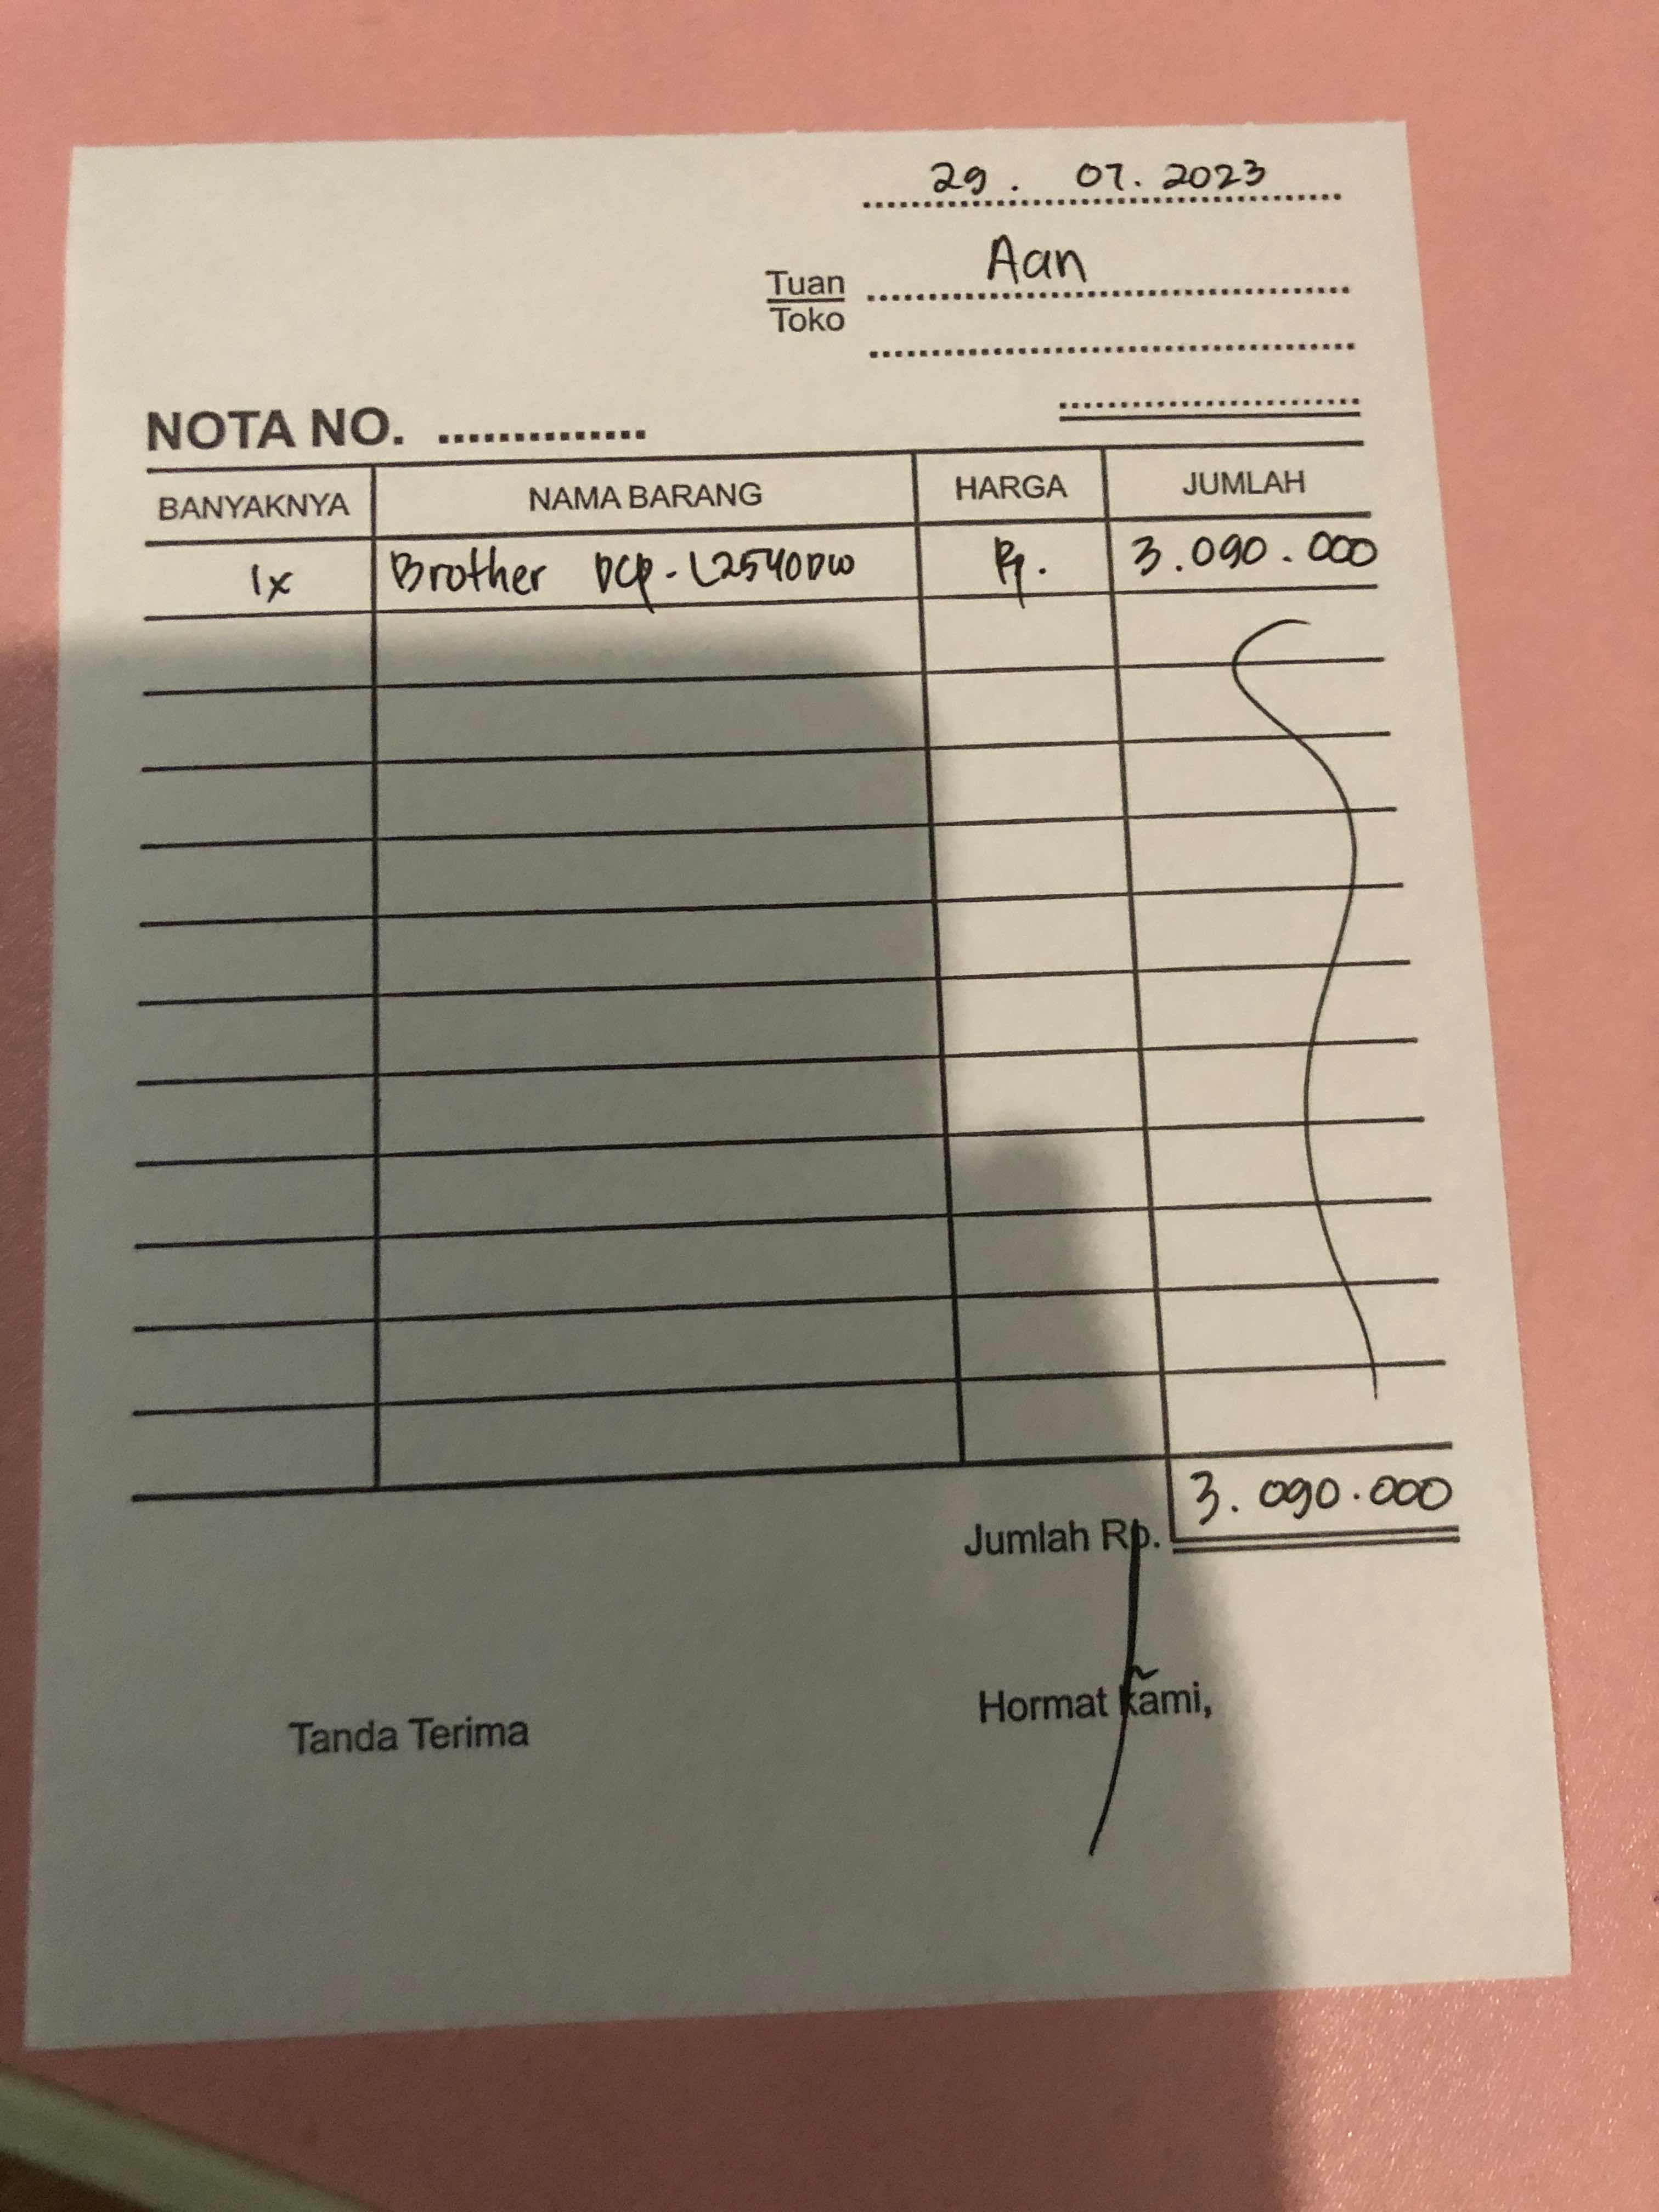 29. 07. 2023
Tuan Aan
Toko
NOTA NO. ..............
BANYAKNYA NAMA BARANG HARGA JUMLAH
1x Brother DCP-L2540DW Rp. 3.090.000
Jumlah Rp. 3.090.000
Tanda Terima Hormat kami,